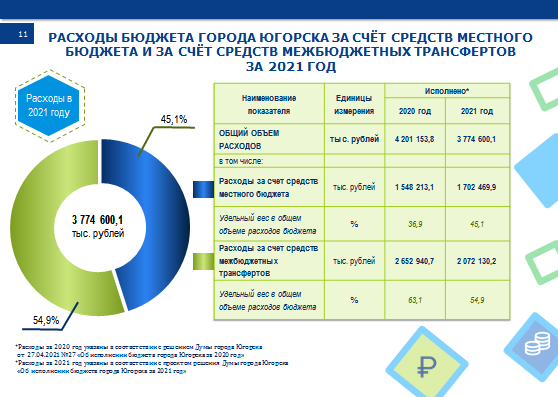 11
РАСХОДЫ БЮДЖЕТА ГОРОДА ЮГОРСКА ЗА СЧЁТ СРЕДСТВ МЕСТНОГО
БЮДЖЕТА И ЗА СЧЁТ СРЕДСТВ МЕЖБЮДЖЕТНЫХ ТРАНСФЕРТОВ
ЗА 2021 ГОД
Расходы в
2021 году
45,1%
3 774 600,1
тыс. рублей
54,9%
Наименование
показателя
Единицы
измерения
Исполнено*
2020 год
2021 год
ОБЩИЙ ОБЪЕМ
РАСХОДОВ
тыс. рублей
4 201 153,8
3 774 600,1
в том числе:
Расходы за счет средств
местного бюджета
тыс. рублей
1 548 213,1
1 702 469,9
Удельный вес в общем
объеме расходов бюджета
%
36,9
45,1
Расходы за счет средств
межбюджетных
трансфертов
тыс. рублей
2 652 940,7
2 072 130,2
Удельный вес в общем
объеме расходов бюджета
%
63,1
54,9
*Расходы за 2020 год указаны в соответствии с решением Думы города Югорска
от 27.04.2021 №27 «Об исполнении бюджета города Югорска за 2020 год»
*Расходы за 2021 год указаны в соответствии с проектом решения Думы города Югорска
«Об исполнении бюджета города Югорска за 2021 год»
₽